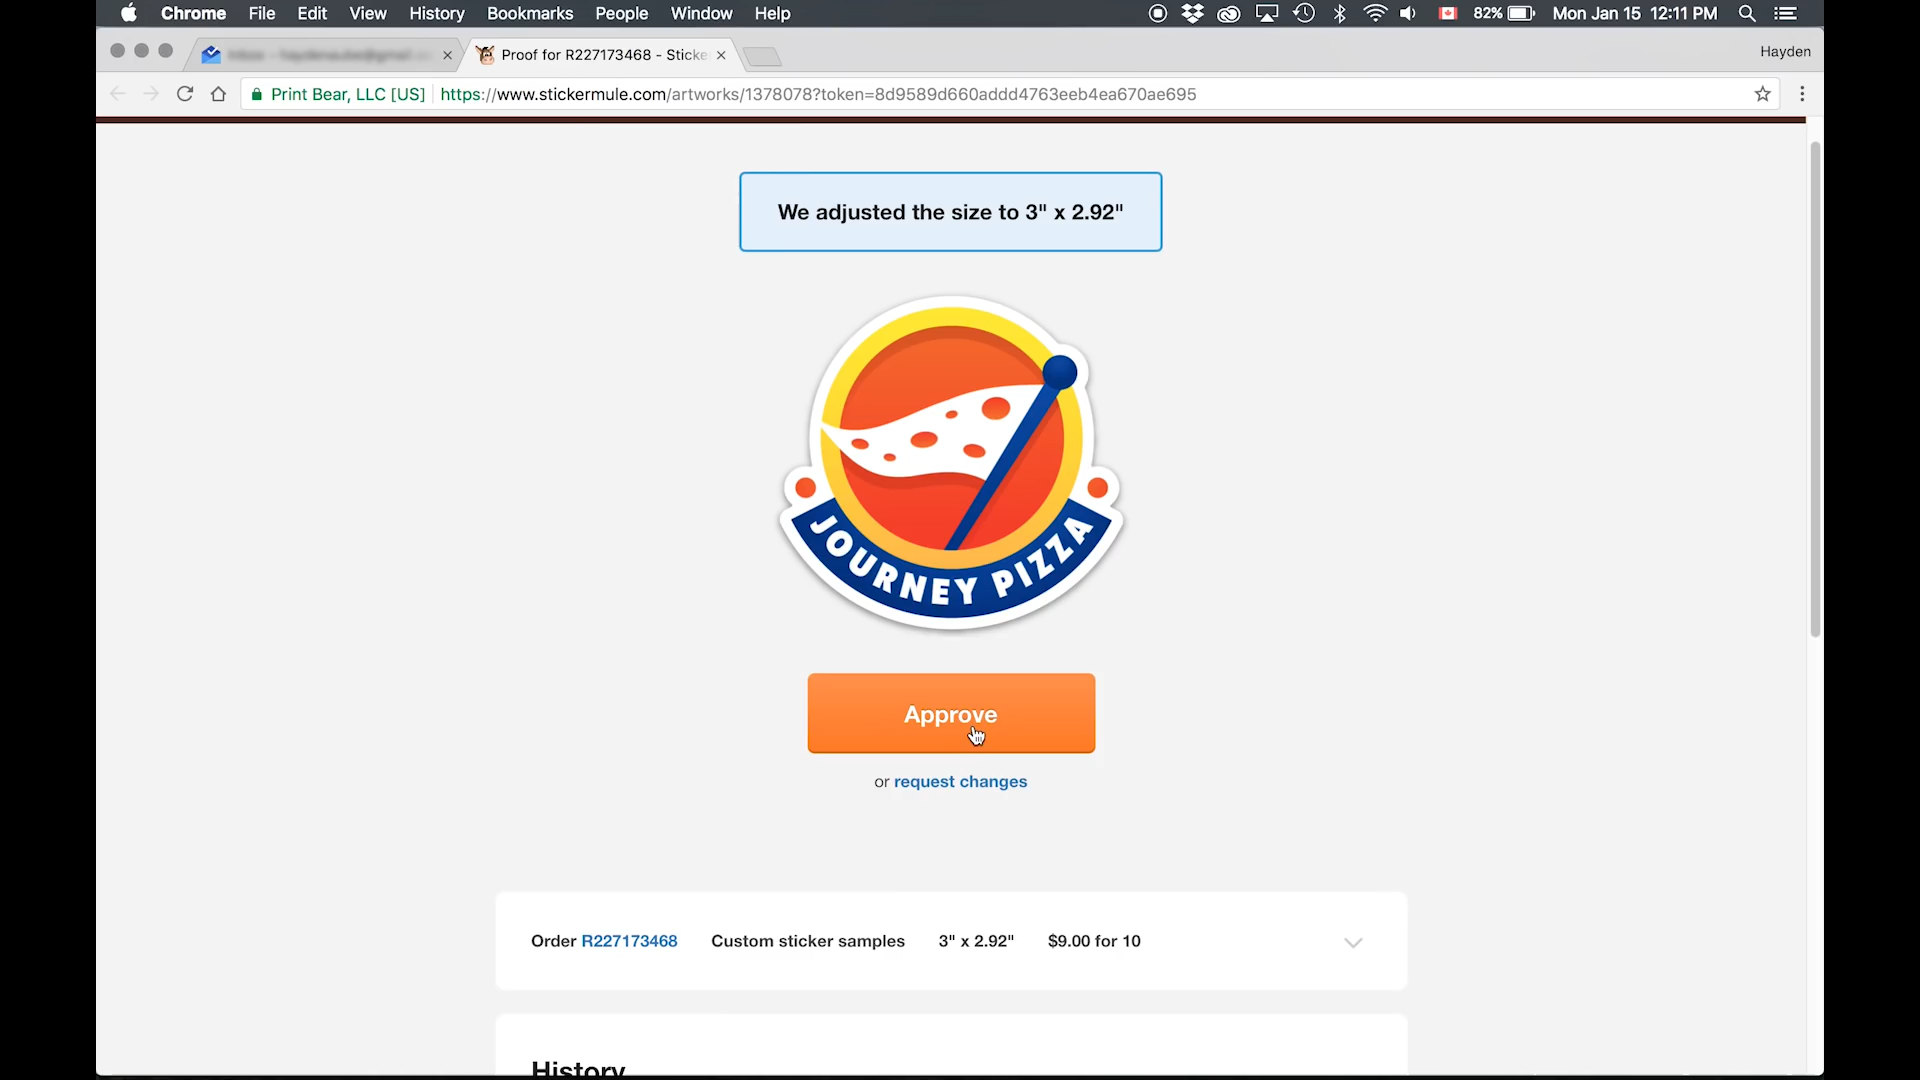 Chrome File Edit View History Bookmarks People Window Help 82% Mon Jan 15 12:11 PM
Proof for R227173468 - Sticke
Hayden
Print Bear, LLC [US] https://www.stickermule.com/artworks/1378078?token=8d9589d660addd4763eeb4ea670ae695
We adjusted the size to 3" x 2.92"
JOURNEY PIZZA
Approve
or request changes
Order R227173468 Custom sticker samples 3" x 2.92" $9.00 for 10
History